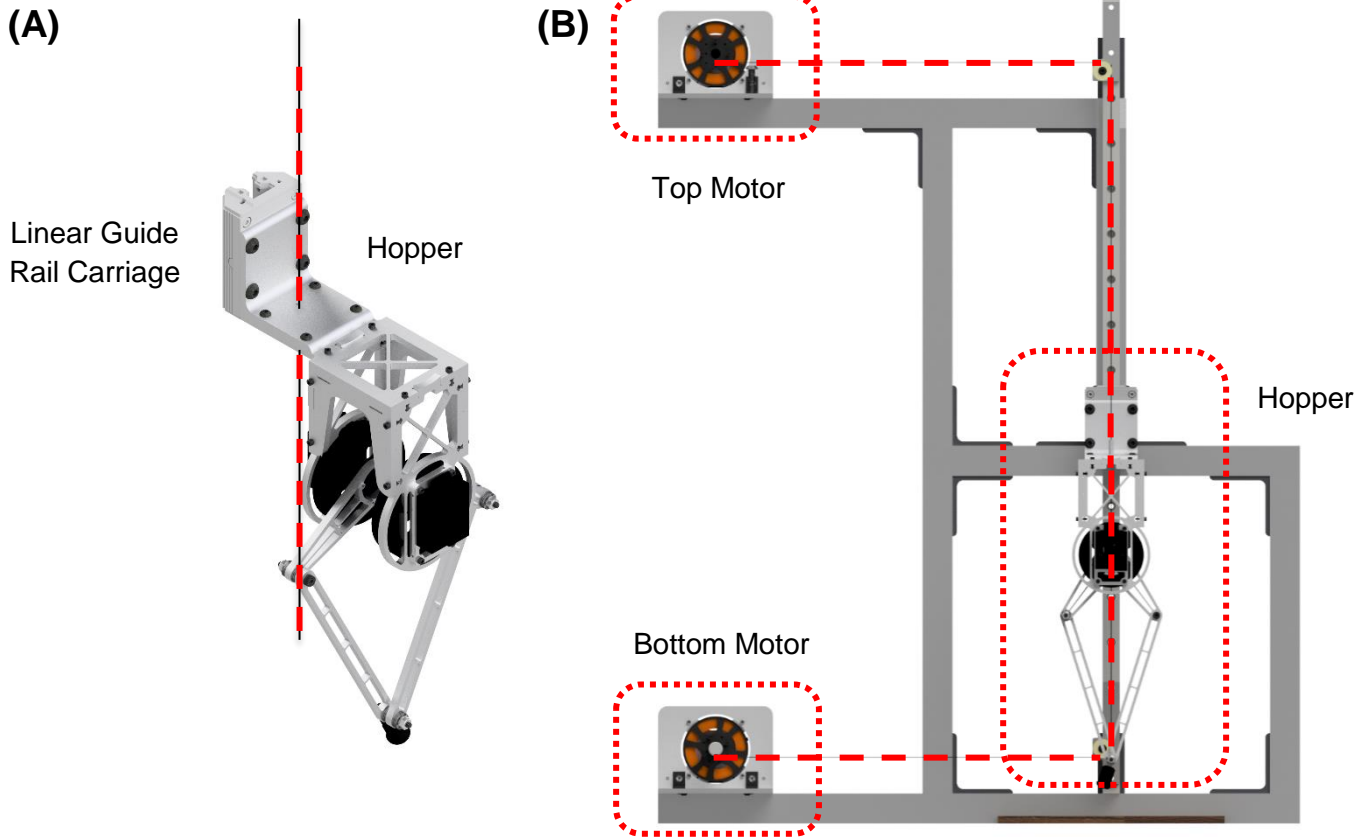 (A)
Linear Guide
Rail Carriage
Hopper
(B)
Top Motor
Hopper
Bottom Motor